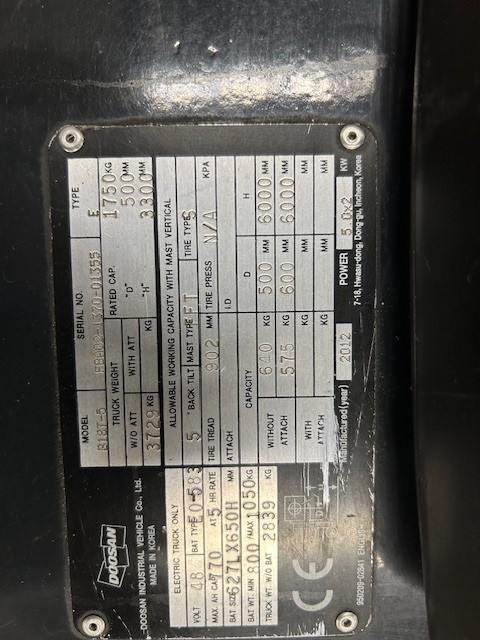 DOOSAN
DOOSAN INDUSTRIAL VEHICLE Co., Ltd.
MADE IN KOREA
MODEL SERIAL NO. TYPE
B18T-5 FBA02-1320-01355 E
TRUCK WEIGHT RATED CAP. 1750 KG
W/O ATT WITH ATT "D" 500 MM
3729 KG KG "H" 3300 MM
ALLOWABLE WORKING CAPACITY WITH MAST VERTICAL
5 °BACK TILT MAST TYPE FFT TIRE TYPE S
TIRE TREAD 902 MM TIRE PRESS N/A KPA
ATTACH I.D
CAPACITY D H
WITHOUT ATTACH 640 KG 500 MM 6000 MM
575 KG 600 MM 6000 MM
WITH ATTACH KG MM MM
KG MM MM
ELECTRIC TRUCK ONLY
VOLT 48 BAT TYPE EO-583
MAX AH CAP 770 AT 5 HR.RATE
BAT SIZE 627LX650H MM
BAT WT. MIN 800 /MAX 1050 KG
TRUCK WT. W/O BAT 2839 KG
CE
Manufactured(year) 2012 POWER 5.0x2 KW
7-18, Hwasu-dong, Dong-gu, Incheon, Korea